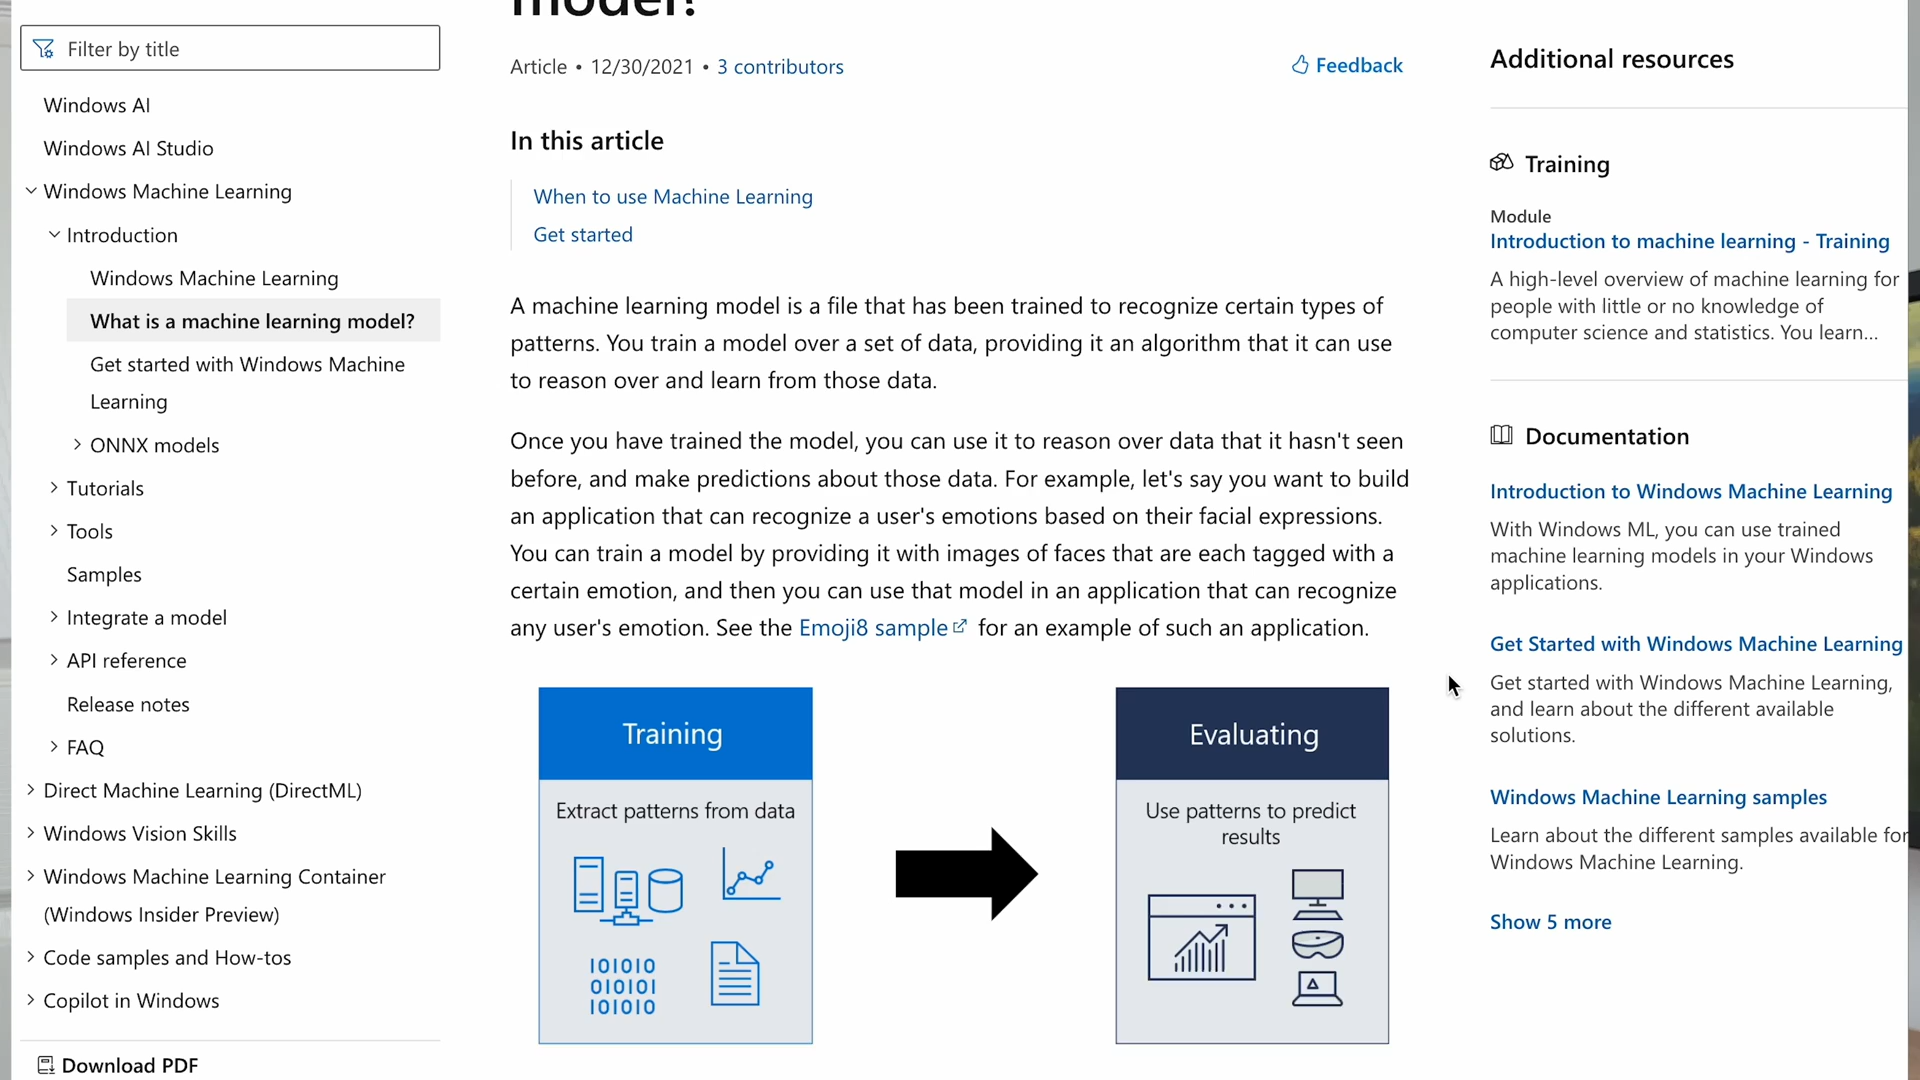 model?
Filter by title
Windows AI
Windows AI Studio
Windows Machine Learning
Introduction
Windows Machine Learning
What is a machine learning model?
Get started with Windows Machine
Learning
ONNX models
Tutorials
Tools
Samples
Integrate a model
API reference
Release notes
FAQ
Direct Machine Learning (DirectML)
Windows Vision Skills
Windows Machine Learning Container
(Windows Insider Preview)
Code samples and How-tos
Copilot in Windows
Download PDF
Article • 12/30/2021 • 3 contributors
Feedback
In this article
When to use Machine Learning
Get started
A machine learning model is a file that has been trained to recognize certain types of
patterns. You train a model over a set of data, providing it an algorithm that it can use
to reason over and learn from those data.
Once you have trained the model, you can use it to reason over data that it hasn't seen
before, and make predictions about those data. For example, let's say you want to build
an application that can recognize a user's emotions based on their facial expressions.
You can train a model by providing it with images of faces that are each tagged with a
certain emotion, and then you can use that model in an application that can recognize
any user's emotion. See the Emoji8 sample for an example of such an application.
Training
Extract patterns from data
101010
010101
101010
Evaluating
Use patterns to predict
results
Additional resources
Training
Module
Introduction to machine learning - Training
A high-level overview of machine learning for
people with little or no knowledge of
computer science and statistics. You learn...
Documentation
Introduction to Windows Machine Learning
With Windows ML, you can use trained
machine learning models in your Windows
applications.
Get Started with Windows Machine Learning
Get started with Windows Machine Learning,
and learn about the different available
solutions.
Windows Machine Learning samples
Learn about the different samples available for
Windows Machine Learning.
Show 5 more